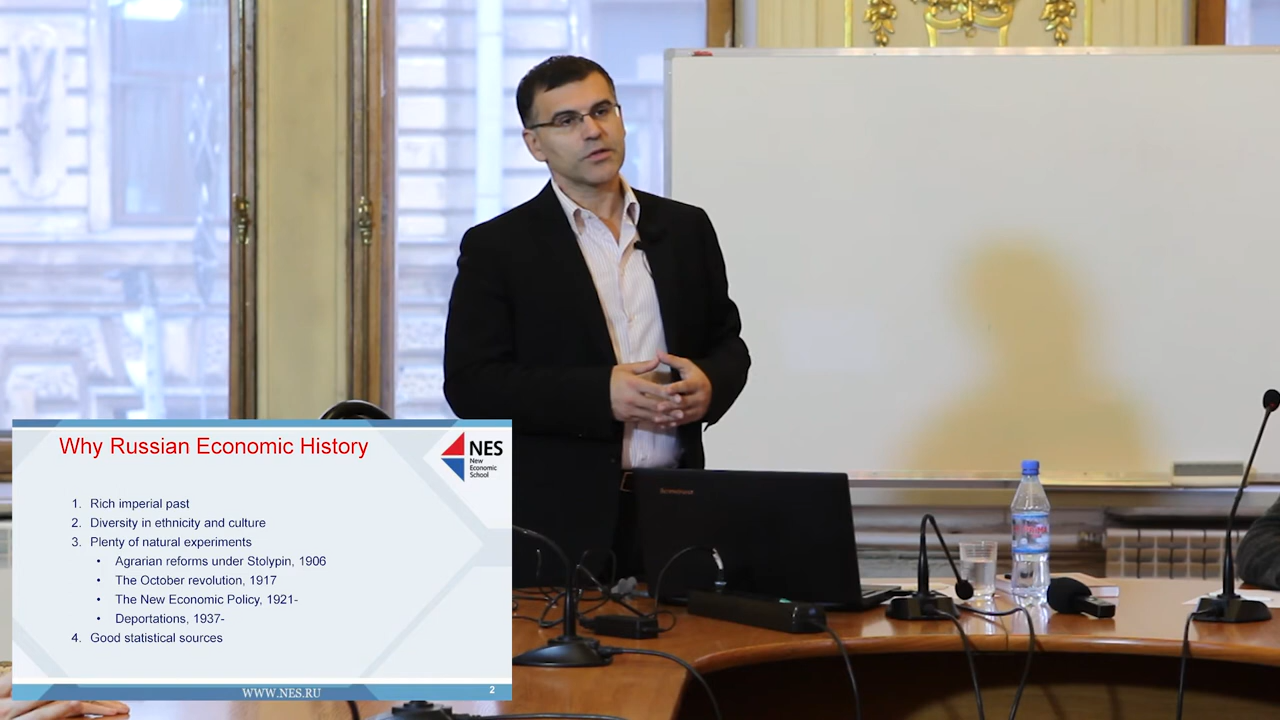 Why Russian Economic History
NES
New
Economic
School
1. Rich imperial past
2. Diversity in ethnicity and culture
3. Plenty of natural experiments
• Agrarian reforms under Stolypin, 1906
• The October revolution, 1917
• The New Economic Policy, 1921-
• Deportations, 1937-
4. Good statistical sources
WWW.NES.RU
2